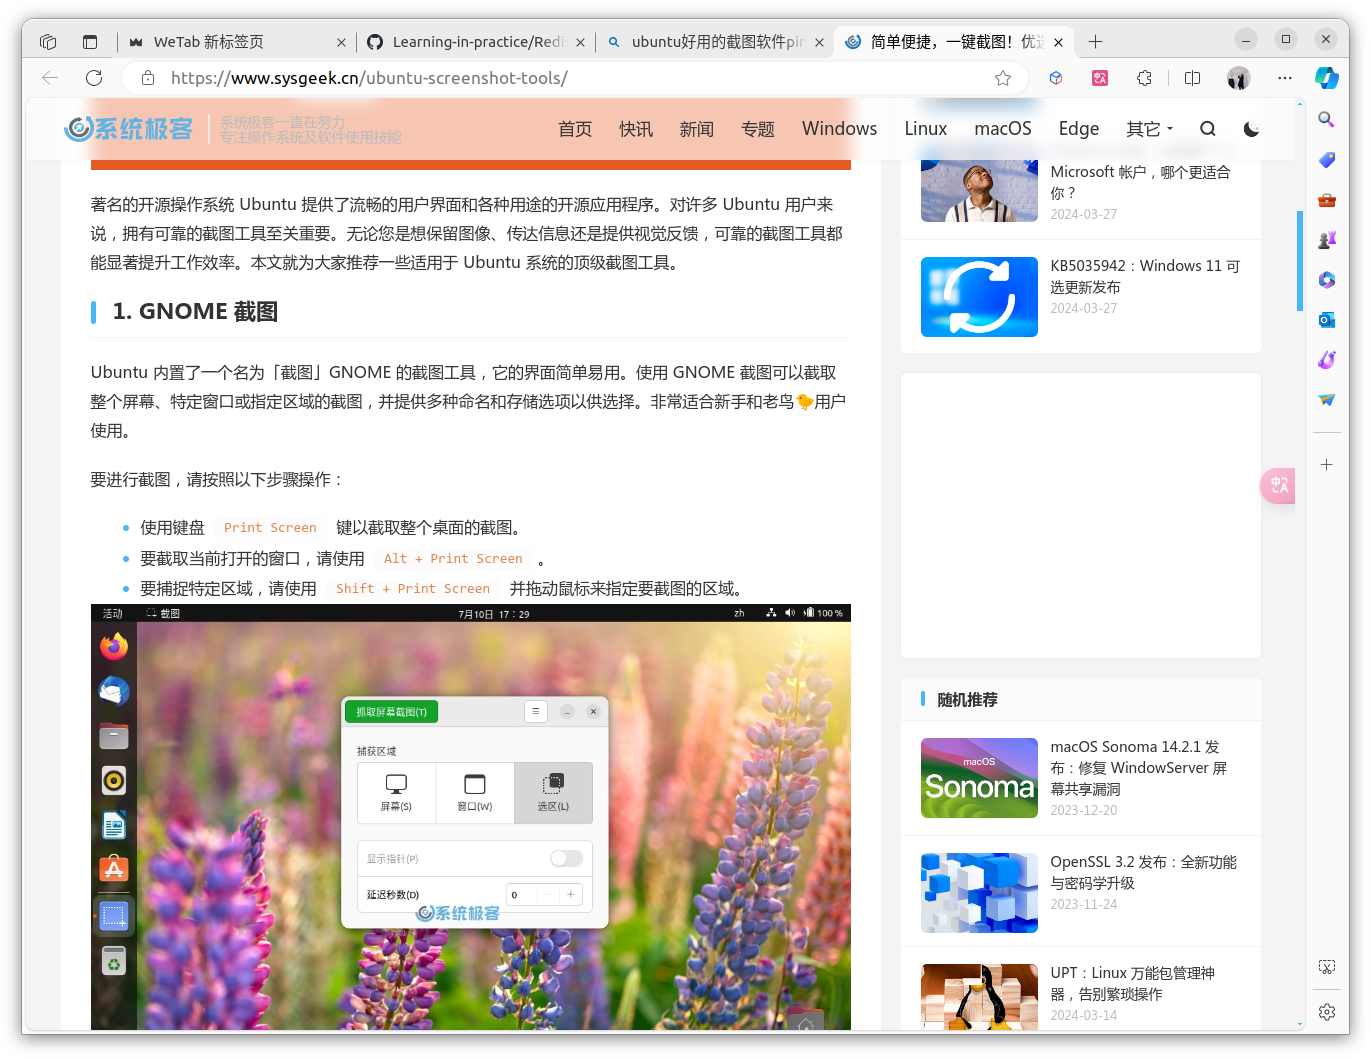 WeTab 新标签页
Learning-in-practice/Redi
ubuntu好用的截图软件pin
简单便捷，一键截图！优
https://www.sysgeek.cn/ubuntu-screenshot-tools/
系统极客
系统极客一直在努力
专注操作系统及软件使用技能
首页 快讯 新闻 专题 Windows Linux macOS Edge 其它
著名的开源操作系统 Ubuntu 提供了流畅的用户界面和各种用途的开源应用程序。对许多 Ubuntu 用户来
说，拥有可靠的截图工具至关重要。无论您是想保留图像、传达信息还是提供视觉反馈，可靠的截图工具都
能显著提升工作效率。本文就为大家推荐一些适用于 Ubuntu 系统的顶级截图工具。
1. GNOME 截图
Ubuntu 内置了一个名为「截图」GNOME 的截图工具，它的界面简单易用。使用 GNOME 截图可以截取
整个屏幕、特定窗口或指定区域的截图，并提供多种命名和存储选项以供选择。非常适合新手和老鸟🐤用户
使用。
要进行截图，请按照以下步骤操作：
使用键盘 Print Screen 键以截取整个桌面的截图。
要截取当前打开的窗口，请使用 Alt + Print Screen 。
要捕捉特定区域，请使用 Shift + Print Screen 并拖动鼠标来指定要截图的区域。
活动 截图 7月10日 17：29 zh 100 %
抓取屏幕截图(T)
捕获区域
屏幕(S) 窗口(W) 选区(L)
显示指针(P)
延迟秒数(D) 0
系统极客
Microsoft 帐户，哪个更适合
你？
2024-03-27
KB5035942：Windows 11 可
选更新发布
2024-03-27
随机推荐
macOS
Sonoma
macOS Sonoma 14.2.1 发
布：修复 WindowServer 屏
幕共享漏洞
2023-12-20
OpenSSL 3.2 发布：全新功能
与密码学升级
2023-11-24
UPT：Linux 万能包管理神
器，告别繁琐操作
2024-03-14